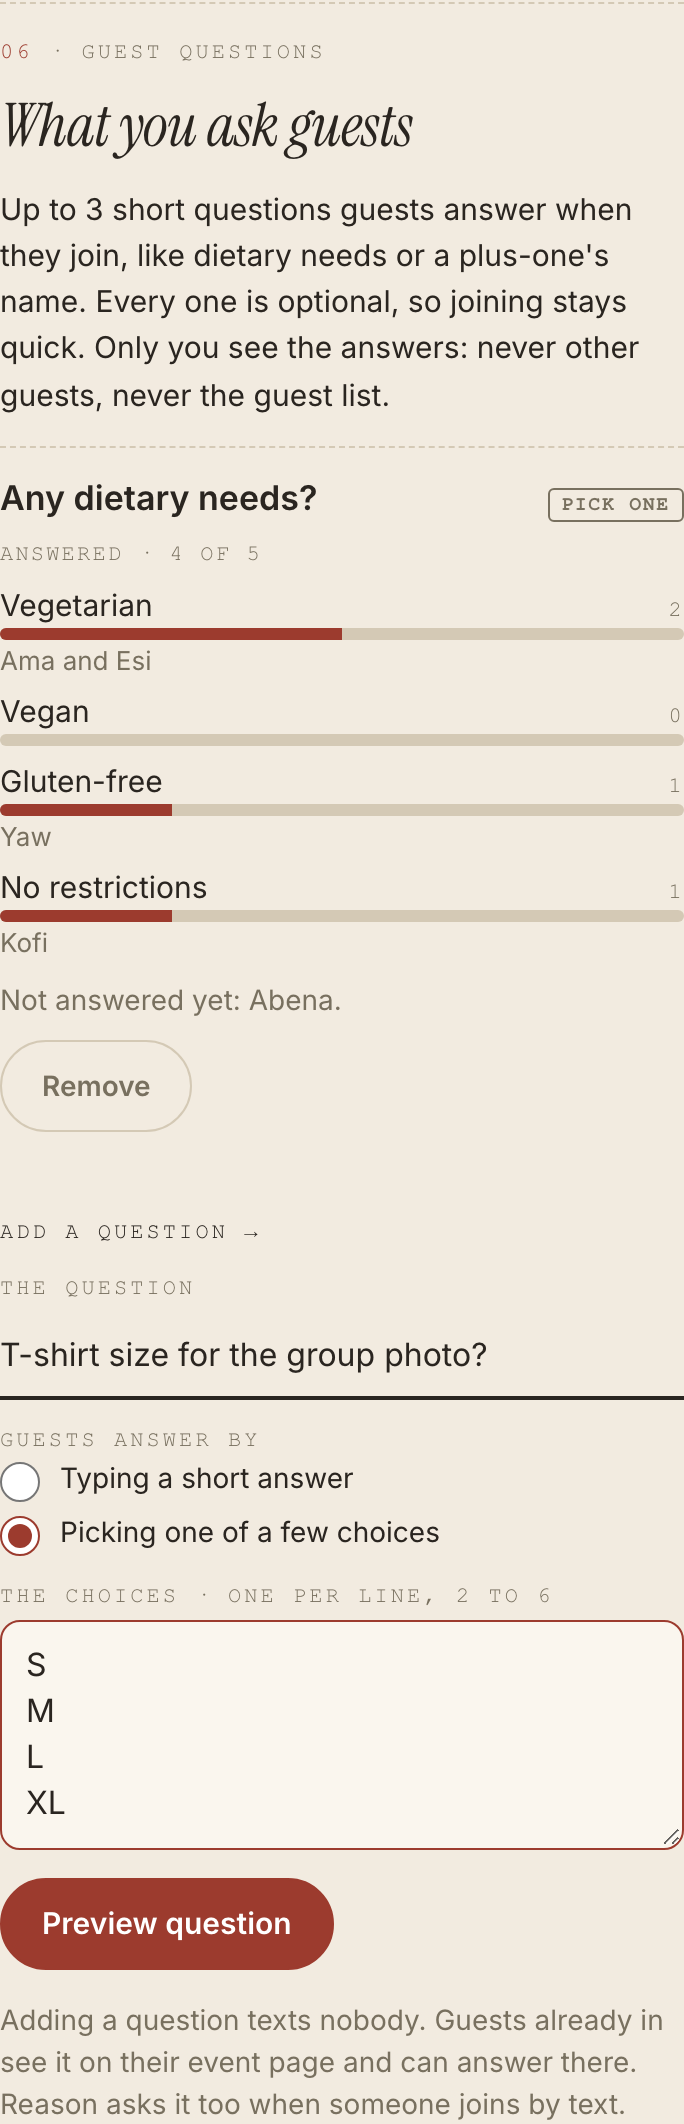 06 · GUEST QUESTIONS
What you ask guests
Up to 3 short questions guests answer when
they join, like dietary needs or a plus-one's
name. Every one is optional, so joining stays
quick. Only you see the answers: never other
guests, never the guest list.
Any dietary needs?
PICK ONE
ANSWERED · 4 OF 5
Vegetarian
2
Ama and Esi
Vegan
0
Gluten-free
1
Yaw
No restrictions
1
Kofi
Not answered yet: Abena.
Remove
ADD A QUESTION →
THE QUESTION
T-shirt size for the group photo?
GUESTS ANSWER BY
Typing a short answer
Picking one of a few choices
THE CHOICES · ONE PER LINE, 2 TO 6
S
M
L
XL
Preview question
Adding a question texts nobody. Guests already in
see it on their event page and can answer there.
Reason asks it too when someone joins by text.